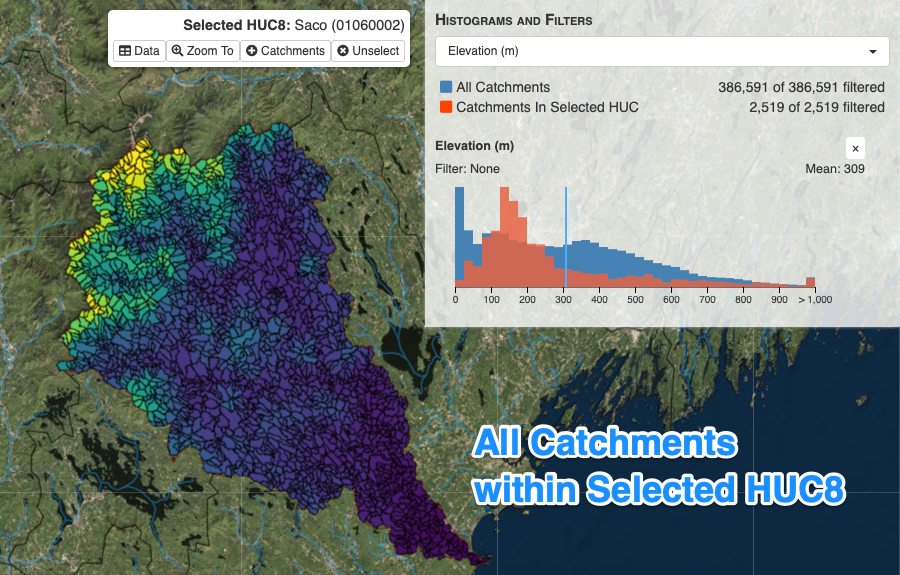 Selected HUC8: Saco (01060002)
Data Zoom To Catchments Unselect
Histograms and Filters
Elevation (m)
All Catchments 386,591 of 386,591 filtered
Catchments In Selected HUC 2,519 of 2,519 filtered
Elevation (m) ×
Filter: None Mean: 309
0 100 200 300 400 500 600 700 800 900 > 1,000
All Catchments
within Selected HUC8